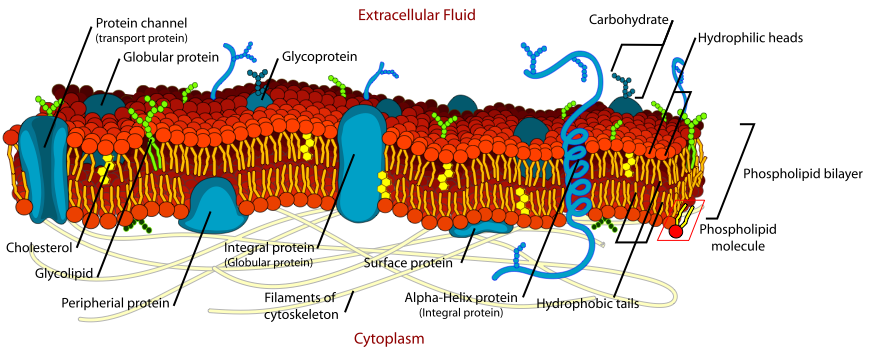 Extracellular Fluid
Protein channel
(transport protein)
Globular protein
Glycoprotein
Carbohydrate
Hydrophilic heads
Phospholipid bilayer
Phospholipid
molecule
Cholesterol
Glycolipid
Peripherial protein
Integral protein
(Globular protein)
Filaments of
cytoskeleton
Surface protein
Alpha-Helix protein
(Integral protein)
Hydrophobic tails
Cytoplasm